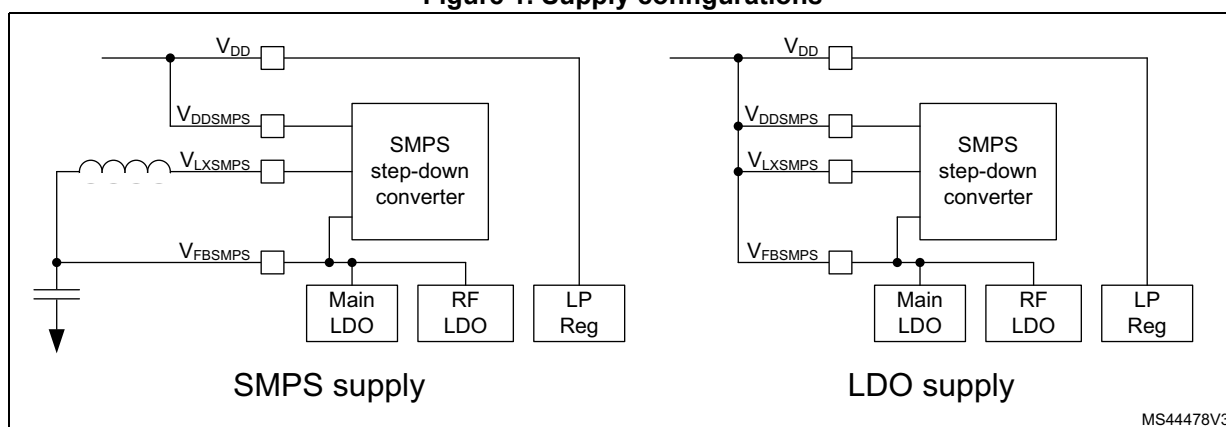 Figure 1. Supply configurations
VDD
VDDSMPS
VLXSMPS
VFBSMPS
SMPS
step-down
converter
Main
LDO
RF
LDO
LP
Reg
SMPS supply
VDD
VDDSMPS
VLXSMPS
VFBSMPS
SMPS
step-down
converter
Main
LDO
RF
LDO
LP
Reg
LDO supply
MS44478V3